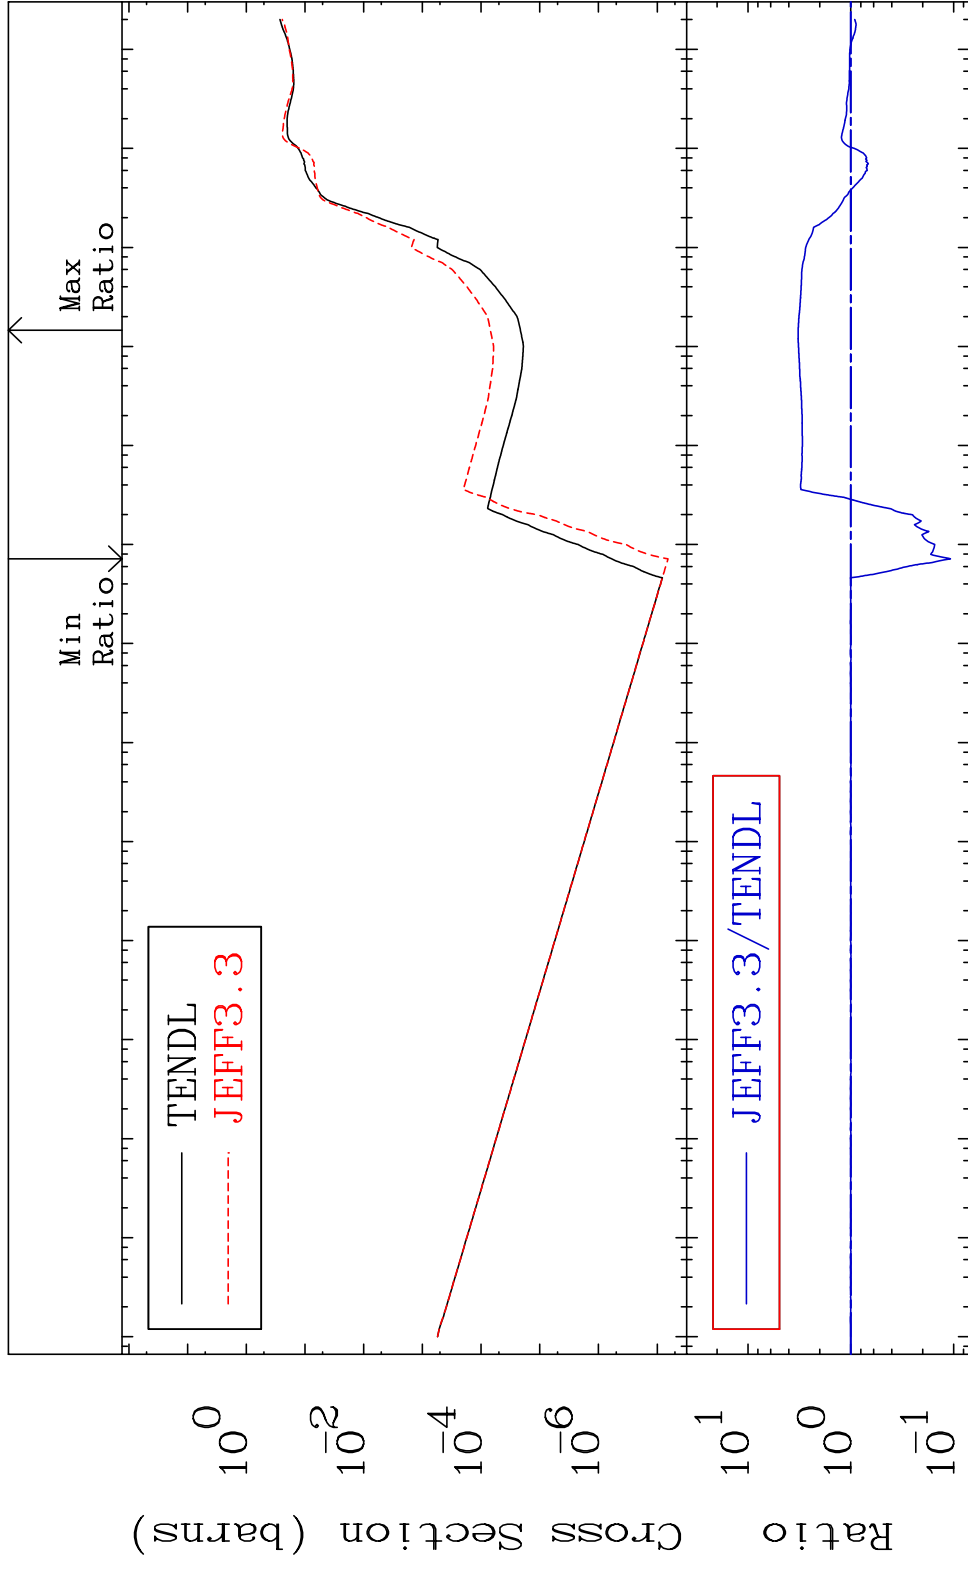 Min
Ratio
Max
Ratio
TENDL
JEFF3.3
Cross Section (barns)
10^0
10^-2
10^-4
10^-6
JEFF3.3/TENDL
Ratio
10^1
10^0
10^-1